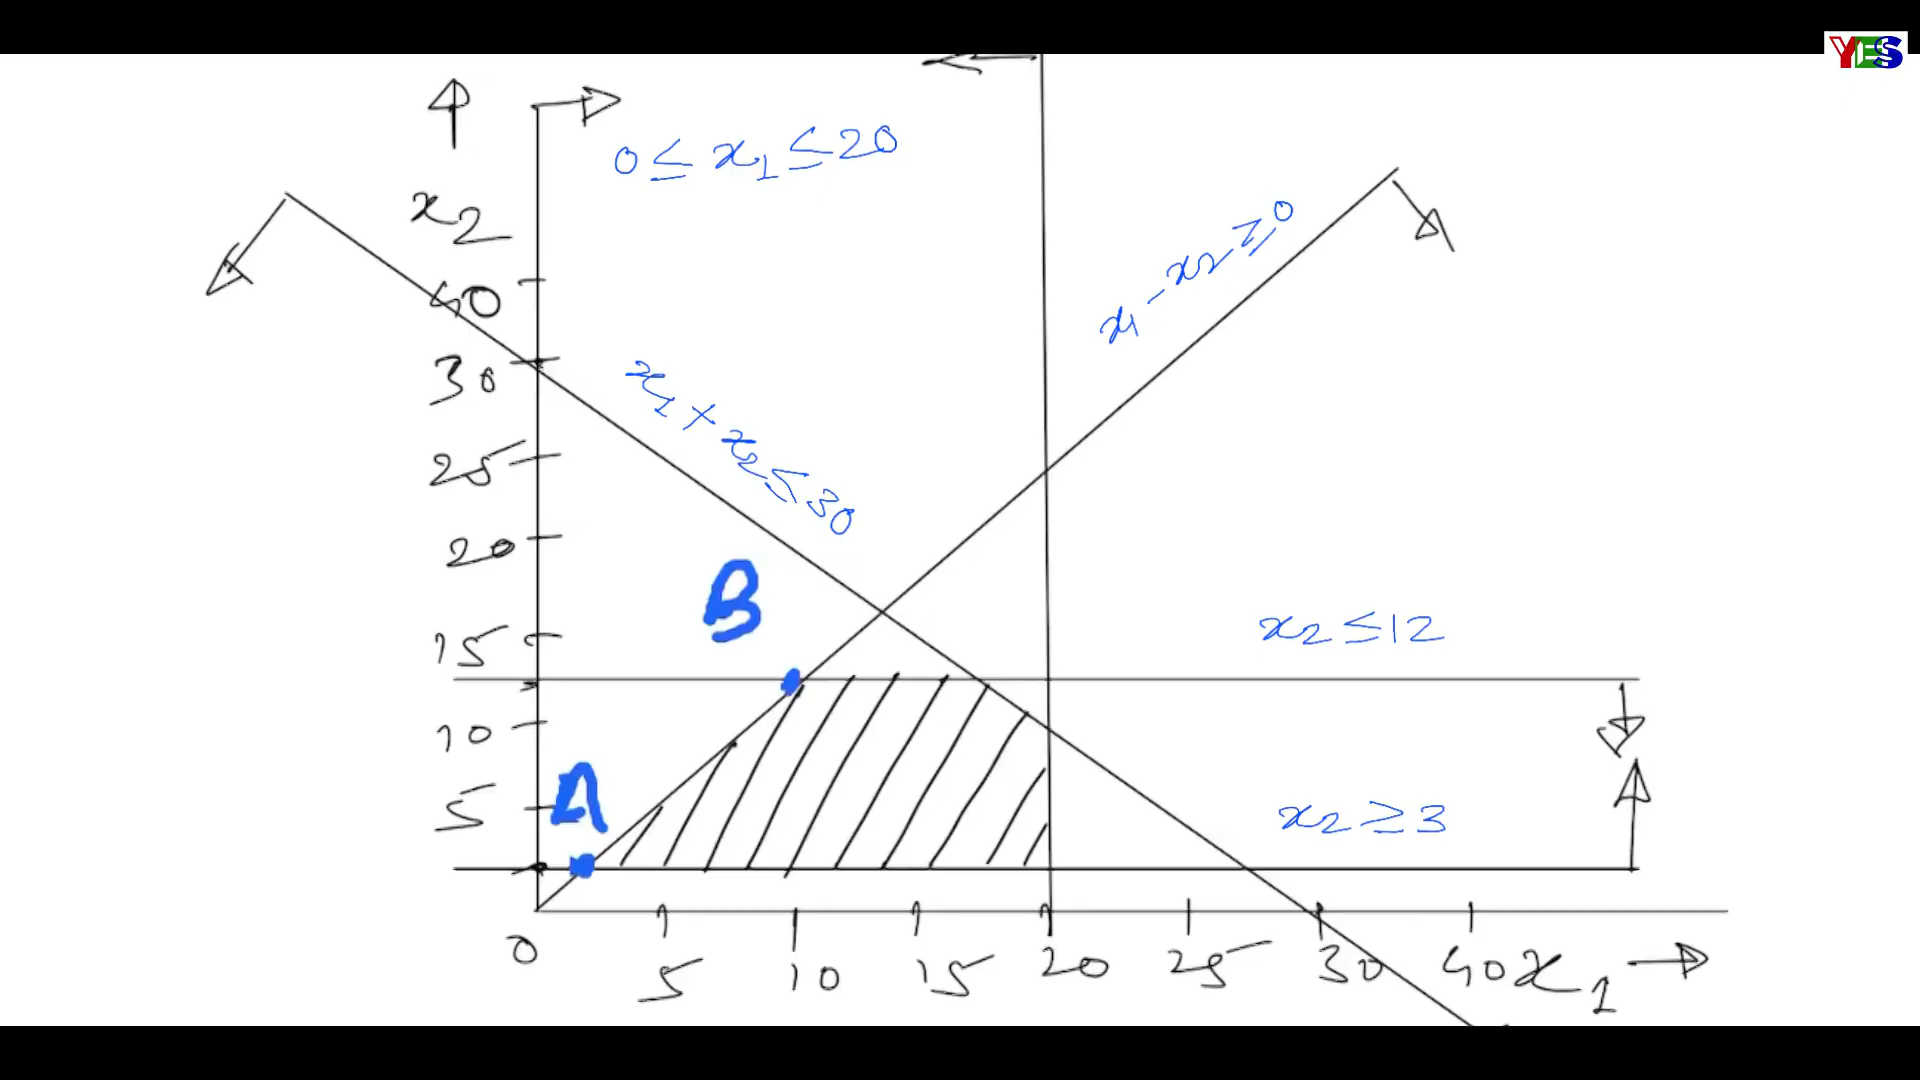 YES
0 ≤ x₁ ≤ 20
x₂
x₁ - x₂ ≥ 0
40
30
x₁ + x₂ ≤ 30
25
20
B
15
x₂ ≤ 12
10
A
5
x₂ ≥ 3
0 5 10 15 20 25 30 40 x₁